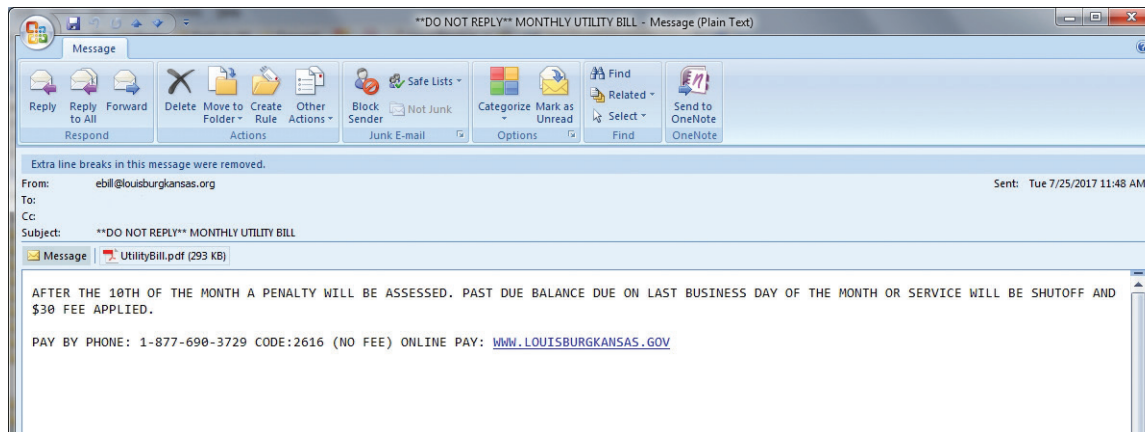 **DO NOT REPLY** MONTHLY UTILITY BILL - Message (Plain Text)
Message
Reply Reply to All Forward
Respond
Delete Move to Folder Create Rule Other Actions
Actions
Block Sender Safe Lists Not Junk
Junk E-mail
Categorize Mark as Unread
Options
Find Related Select
Find
Send to OneNote
OneNote
Extra line breaks in this message were removed.
From: ebill@louisburgkansas.org Sent: Tue 7/25/2017 11:48 AM
To:
Cc:
Subject: **DO NOT REPLY** MONTHLY UTILITY BILL
Message UtilityBill.pdf (293 KB)
AFTER THE 10TH OF THE MONTH A PENALTY WILL BE ASSESSED. PAST DUE BALANCE DUE ON LAST BUSINESS DAY OF THE MONTH OR SERVICE WILL BE SHUTOFF AND
$30 FEE APPLIED.
PAY BY PHONE: 1-877-690-3729 CODE:2616 (NO FEE) ONLINE PAY: WWW.LOUISBURGKANSAS.GOV